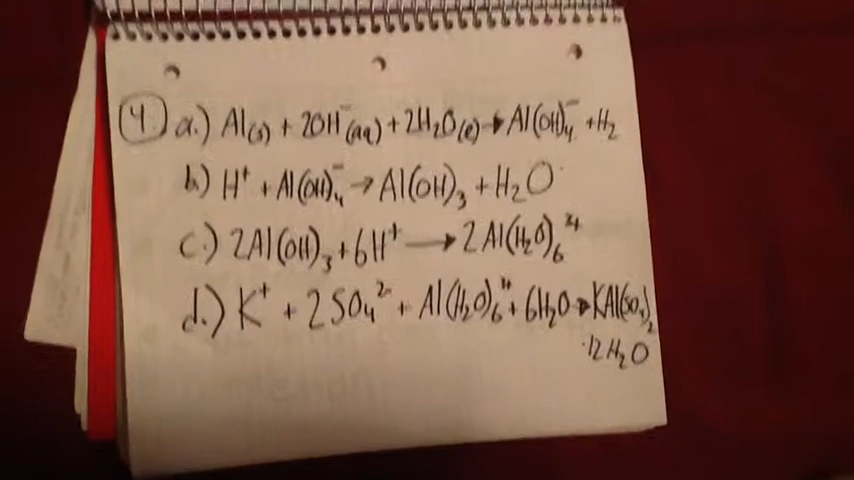 4. a.) Al(s) + 2OH⁻(aq) + 2H₂O(l) → Al(OH)₄⁻ + H₂
b.) H⁺ + Al(OH)₄⁻ → Al(OH)₃ + H₂O
c.) 2Al(OH)₃ + 6H⁺ → 2Al(H₂O)₆³⁺
d.) K⁺ + 2SO₄²⁻ + Al(H₂O)₆³⁺ + 6H₂O → KAl(SO₄)₂
·12H₂O